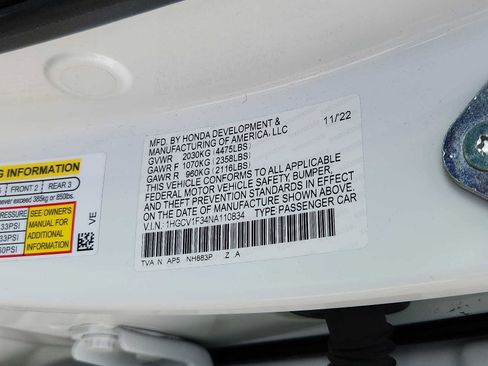 MFD. BY HONDA DEVELOPMENT &
MANUFACTURING OF AMERICA, LLC
11/22
GVWR 2030KG (4475LBS)
GAWR F 1070KG (2358LBS)
GAWR R 960KG (2116LBS)
THIS VEHICLE CONFORMS TO ALL APPLICABLE
FEDERAL MOTOR VEHICLE SAFETY, BUMPER,
AND THEFT PREVENTION STANDARDS IN EFFECT
ON THE DATE OF MANUFACTURE SHOWN ABOVE.
V.I.N.: 1HGCV1F34NA110834 TYPE PASSENGER CAR
TVA N AP5 NH883P Z A
G INFORMATION
5 FRONT 2 REAR 3
exceed 385kg or 850lbs.
33PSI
33PSI
60PSI
SEE OWNER'S
MANUAL FOR
ADDITIONAL
INFORMATION
VE